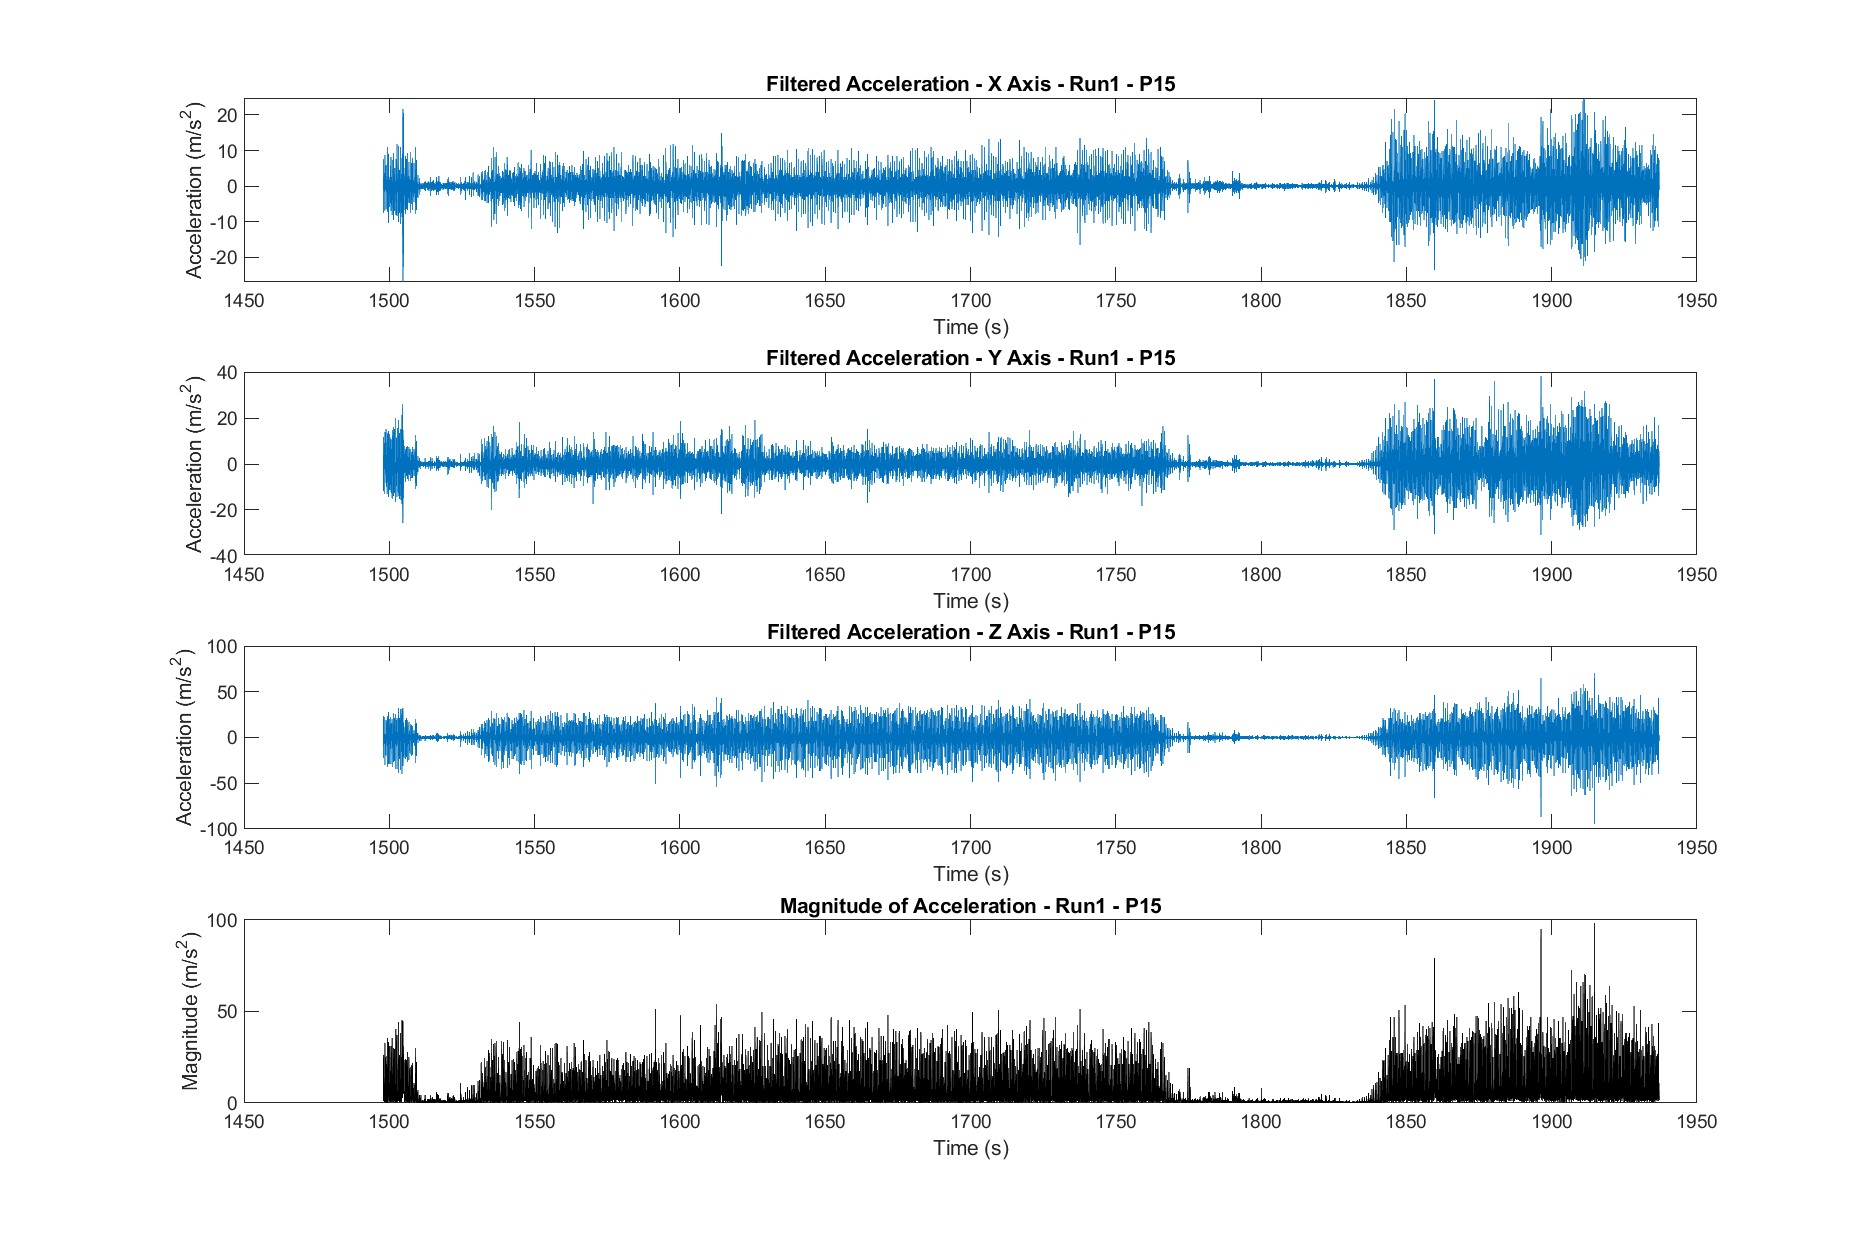 Filtered Acceleration - X Axis - Run1 - P15
Acceleration (m/s²)
20
10
0
-10
-20
1450 1500 1550 1600 1650 1700 1750 1800 1850 1900 1950
Time (s)
Filtered Acceleration - Y Axis - Run1 - P15
Acceleration (m/s²)
40
20
0
-20
-40
1450 1500 1550 1600 1650 1700 1750 1800 1850 1900 1950
Time (s)
Filtered Acceleration - Z Axis - Run1 - P15
Acceleration (m/s²)
100
50
0
-50
-100
1450 1500 1550 1600 1650 1700 1750 1800 1850 1900 1950
Time (s)
Magnitude of Acceleration - Run1 - P15
Magnitude (m/s²)
100
50
0
1450 1500 1550 1600 1650 1700 1750 1800 1850 1900 1950
Time (s)